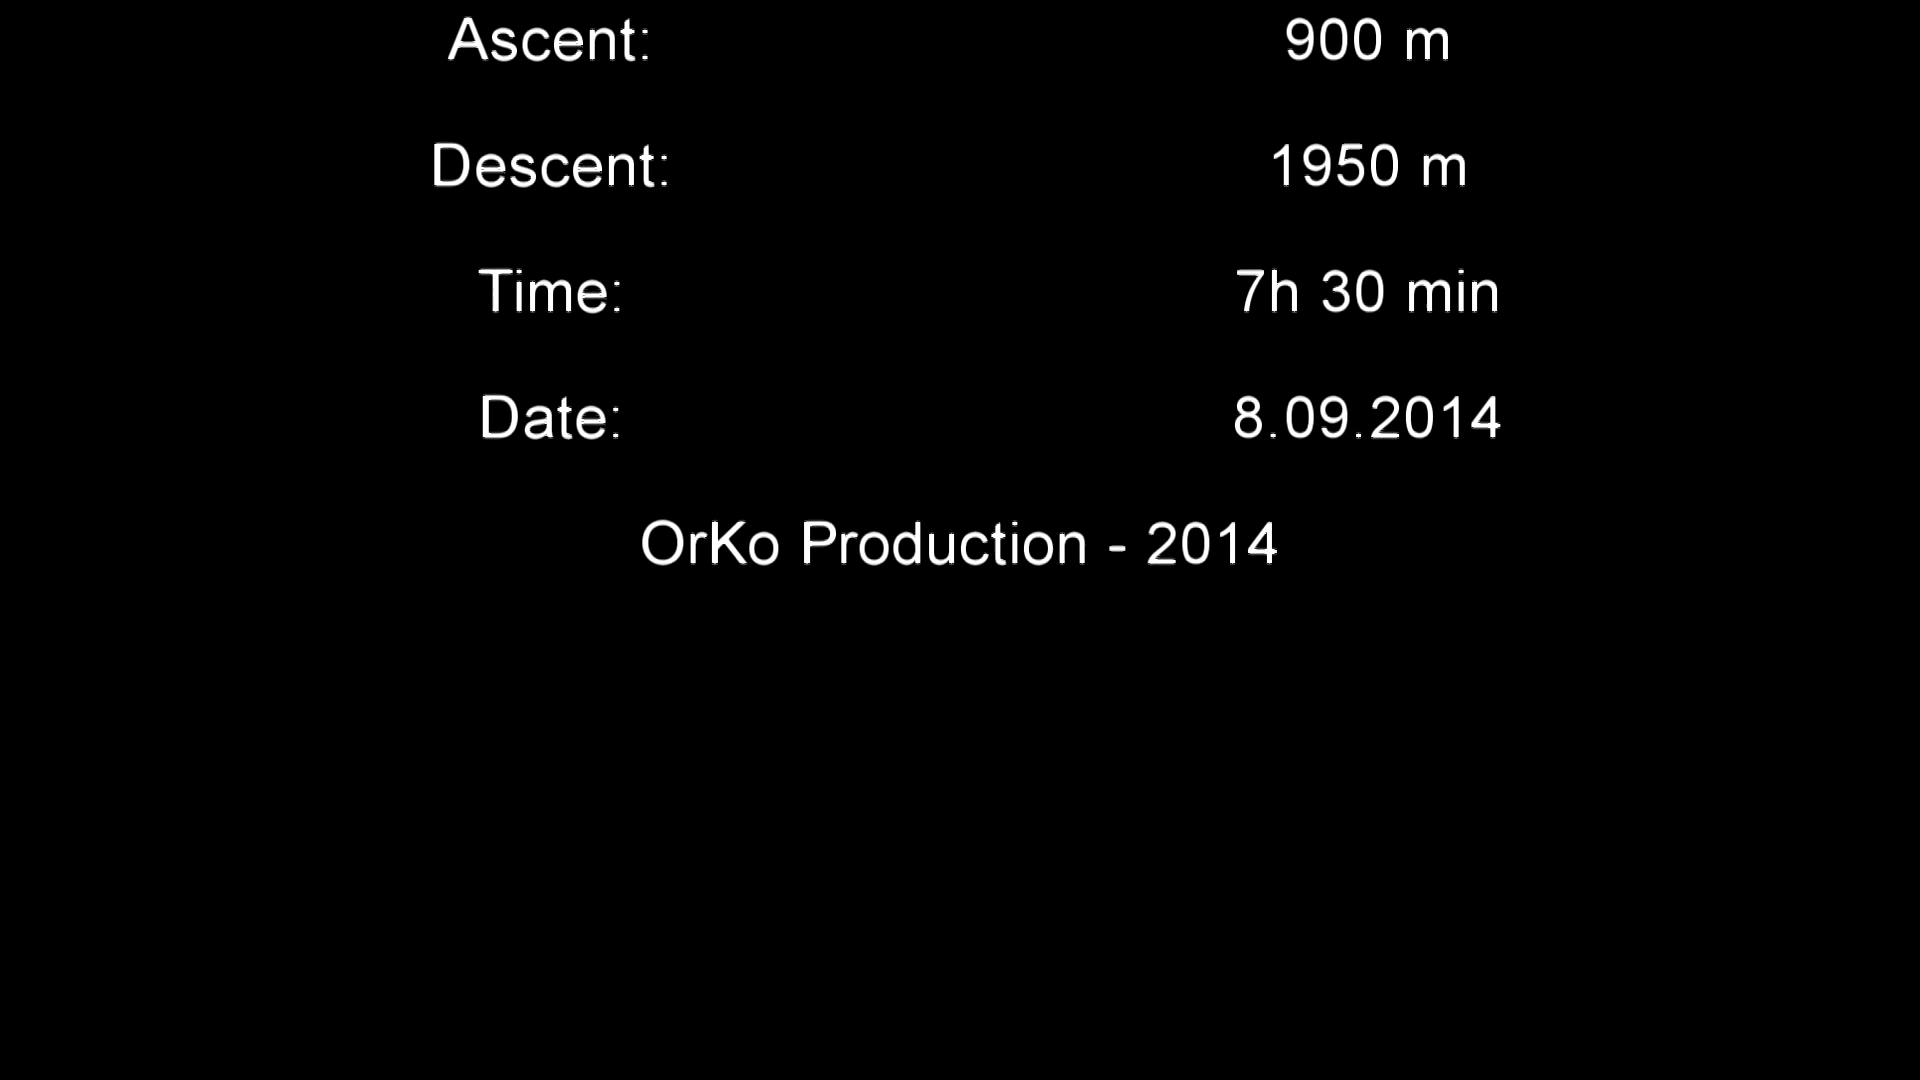 Ascent: 900 m
Descent: 1950 m
Time: 7h 30 min
Date: 8.09.2014
OrKo Production - 2014